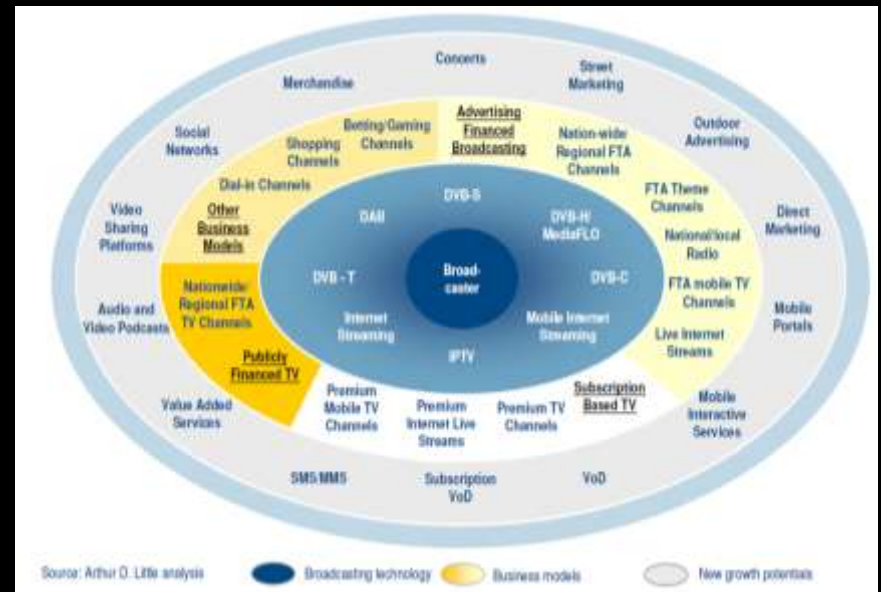 Concerts
Merchandise
Street
Marketing
Social
Networks
Outdoor
Advertising
Video
Sharing
Platforms
Direct
Marketing
Audio and
Video Podcasts
Mobile
Portals
Value Added
Services
Mobile
Interactive
Services
SMS/MMS
Subscription
VoD
VoD
Betting/Gaming
Channels
Shopping
Channels
Dial-in Channels
Other
Business
Models
Advertising
Financed
Broadcasting
Nation-wide
Regional FTA
Channels
FTA Theme
Channels
National/local
Radio
FTA mobile TV
Channels
Live Internet
Streams
Nationwide/
Regional FTA
TV Channels
Publicly
Financed TV
Premium
Mobile TV
Channels
Premium
Internet Live
Streams
Premium TV
Channels
Subscription
Based TV
DVB-S
DAB
DVB-H/
MediaFLO
DVB - T
Broad-
caster
DVB-C
Internet
Streaming
Mobile Internet
Streaming
IPTV
Source: Arthur D. Little analysis
Broadcasting technology
Business models
New growth potentials